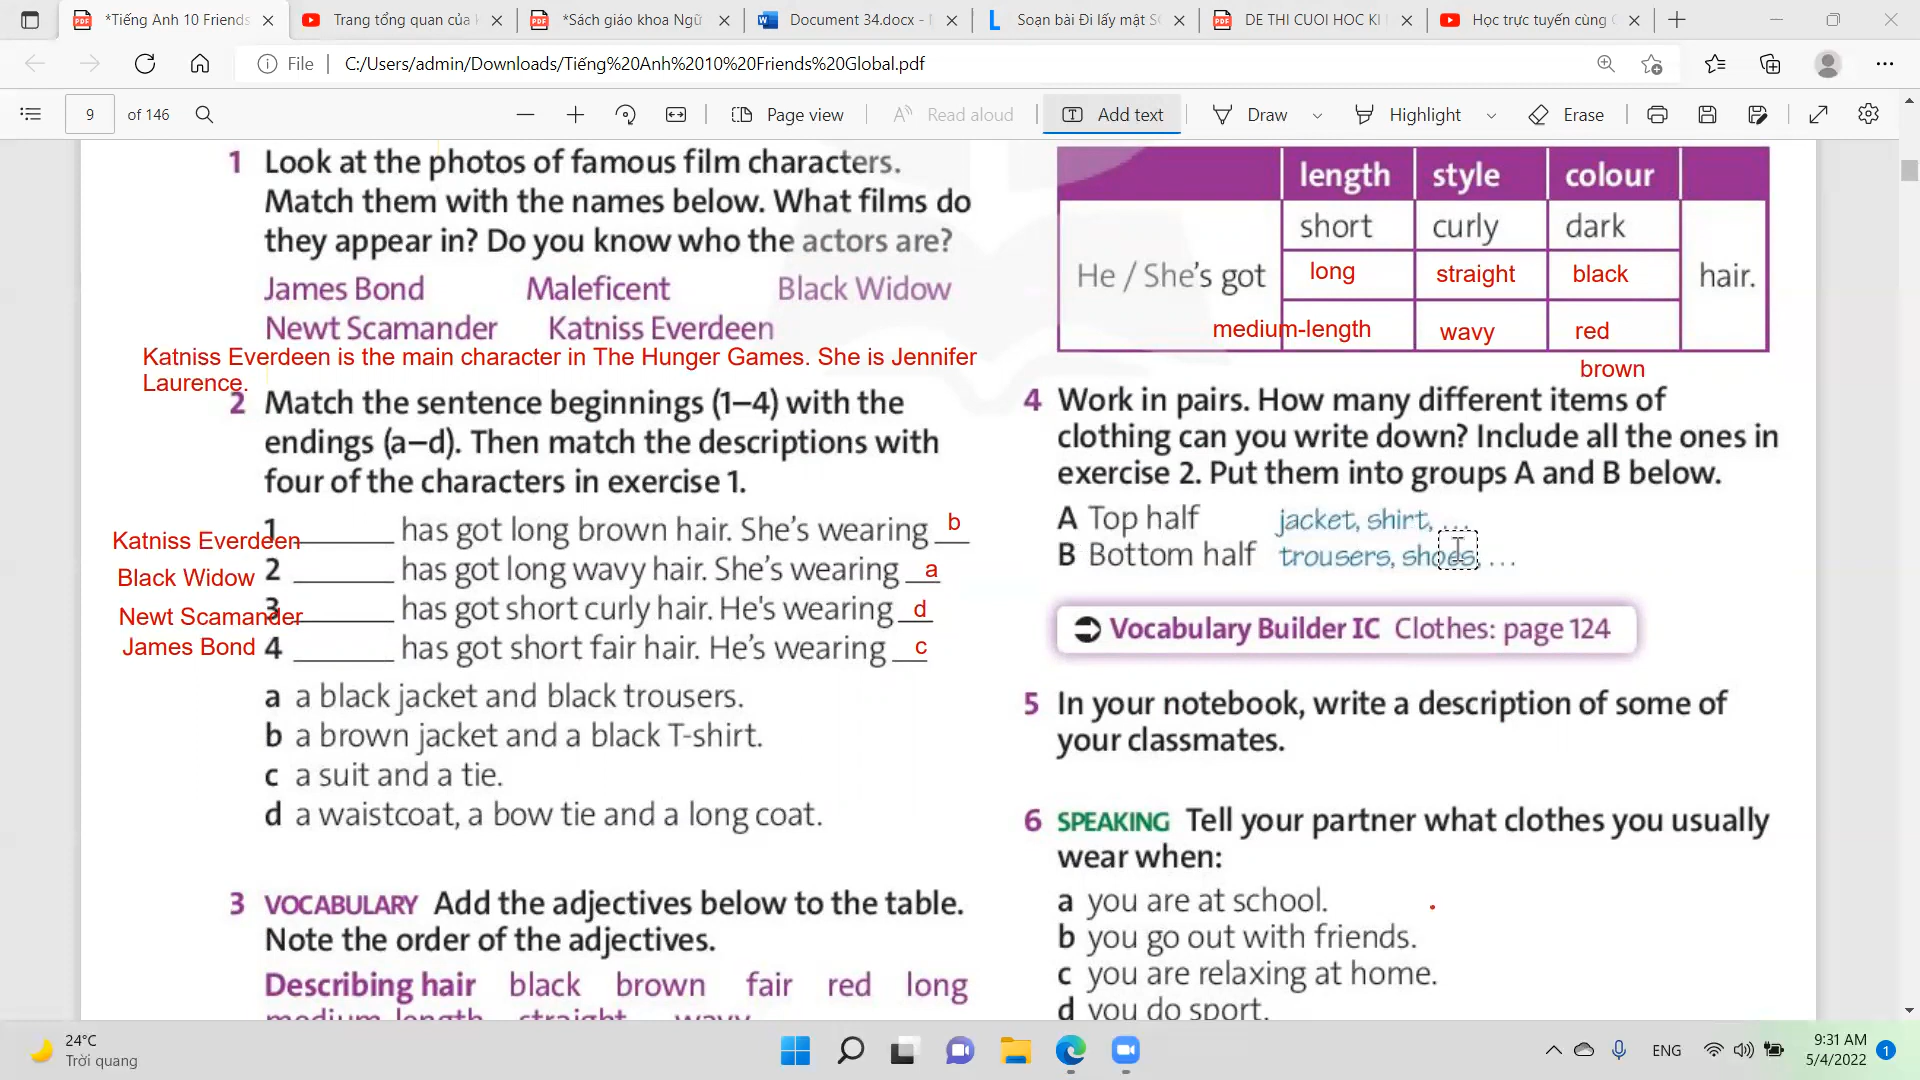 *Tiếng Anh 10 Friends
Trang tổng quan của
*Sách giáo khoa Ngữ
Document 34.docx -
Soạn bài Đi lấy mật
DE THI CUOI HOC KI
Học trực tuyến cùng
File
C:/Users/admin/Downloads/Tiếng%20Anh%2010%20Friends%20Global.pdf
9 of 146
Page view
Read aloud
Add text
Draw
Highlight
Erase
1 Look at the photos of famous film characters.
Match them with the names below. What films do
they appear in? Do you know who the actors are?
James Bond Maleficent Black Widow
Newt Scamander Katniss Everdeen
Katniss Everdeen is the main character in The Hunger Games. She is Jennifer
Laurence.
2 Match the sentence beginnings (1–4) with the
endings (a–d). Then match the descriptions with
four of the characters in exercise 1.
Katniss Everdeen 1 ______ has got long brown hair. She's wearing b
Black Widow 2 ______ has got long wavy hair. She's wearing a
Newt Scamander 3 ______ has got short curly hair. He's wearing d
James Bond 4 ______ has got short fair hair. He's wearing c
a a black jacket and black trousers.
b a brown jacket and a black T-shirt.
c a suit and a tie.
d a waistcoat, a bow tie and a long coat.
3 VOCABULARY Add the adjectives below to the table.
Note the order of the adjectives.
Describing hair black brown fair red long
medium-length straight wavy
length style colour
short curly dark
He / She's got long straight black hair.
medium-length wavy red
brown
4 Work in pairs. How many different items of
clothing can you write down? Include all the ones in
exercise 2. Put them into groups A and B below.
A Top half jacket, shirt, ...
B Bottom half trousers, shoes, ...
Vocabulary Builder IC Clothes: page 124
5 In your notebook, write a description of some of
your classmates.
6 SPEAKING Tell your partner what clothes you usually
wear when:
a you are at school.
b you go out with friends.
c you are relaxing at home.
d you do sport.
24°C
Trời quang
ENG
9:31 AM
5/4/2022
1